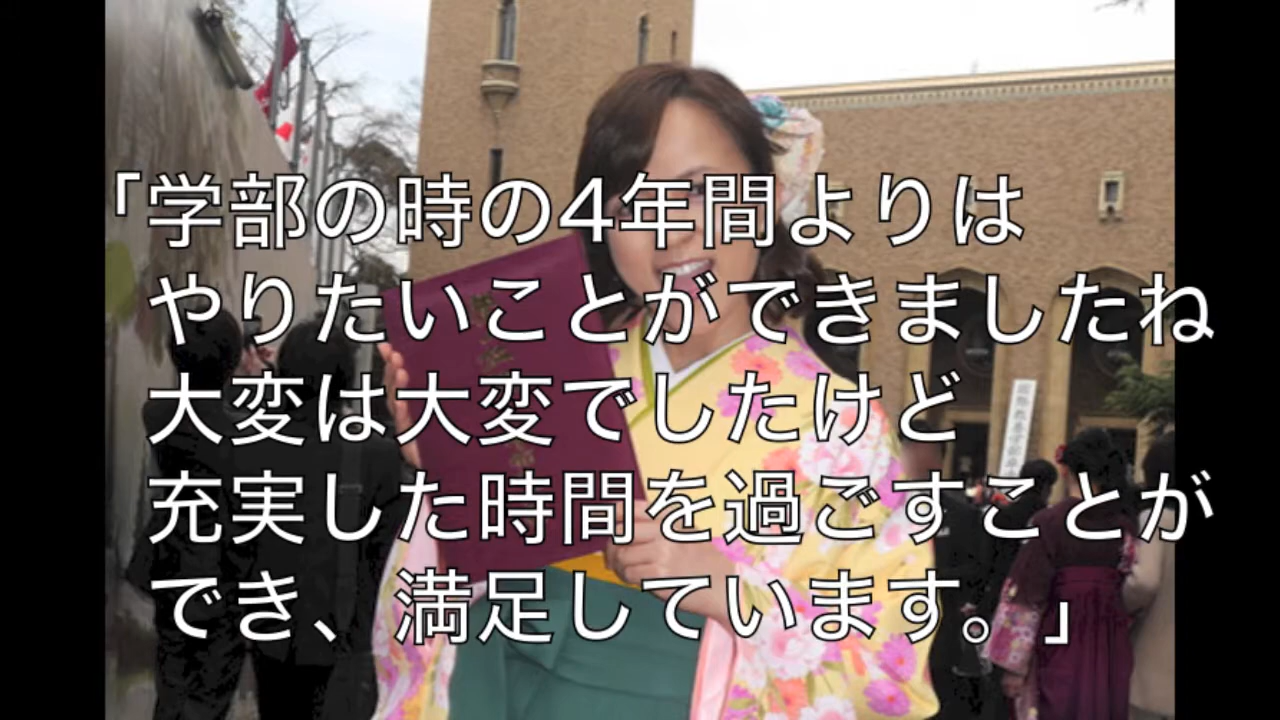 「学部の時の4年間よりは
やりたいことができましたね
大変は大変でしたけど
充実した時間を過ごすことが
でき、満足しています。」